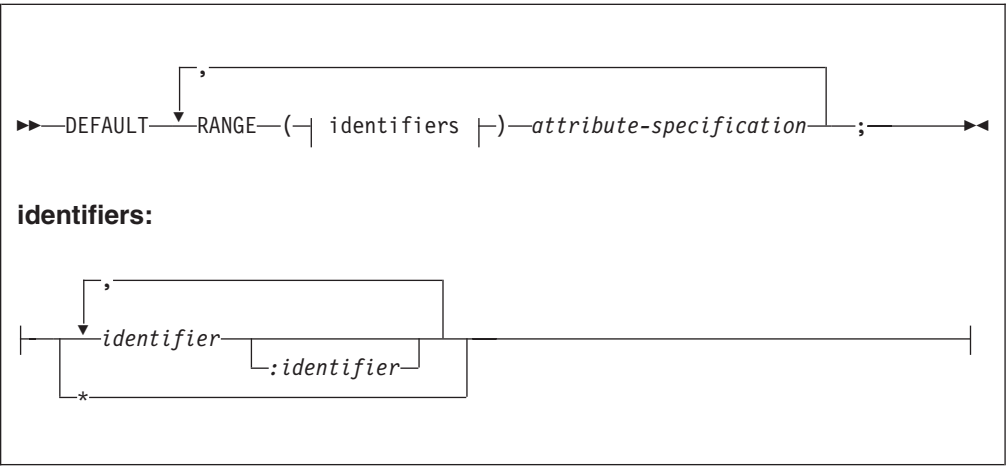 ,
DEFAULT RANGE ( identifiers ) attribute-specification ;
identifiers:
,
identifier
:identifier
*